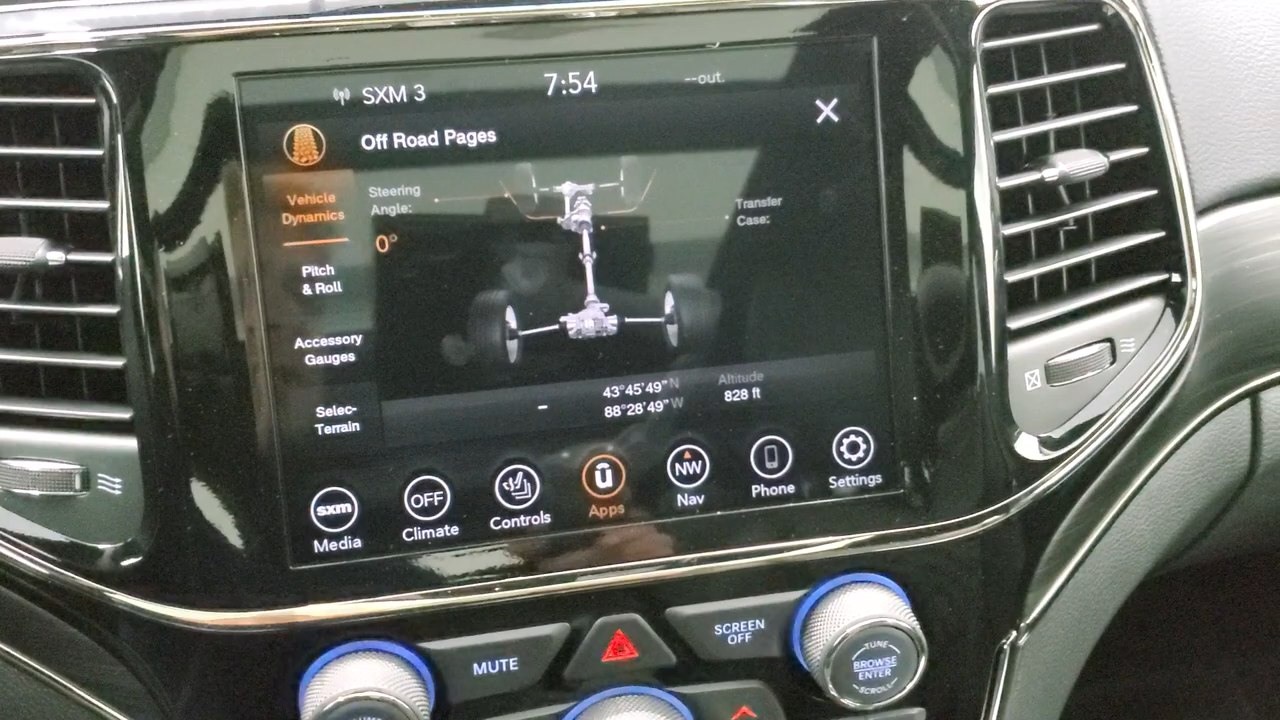 SXM 3
7:54
--out.
Off Road Pages
Vehicle
Dynamics
Steering
Angle:
0°
Transfer
Case:
Pitch
& Roll
Accessory
Gauges
Selec-
Terrain
-
43°45'49" N
88°28'49" W
Altitude
828 ft
sxm
Media
OFF
Climate
Controls
ū
Apps
NW
Nav
Phone
Settings
MUTE
SCREEN
OFF
TUNE
BROWSE
ENTER
SCROLL